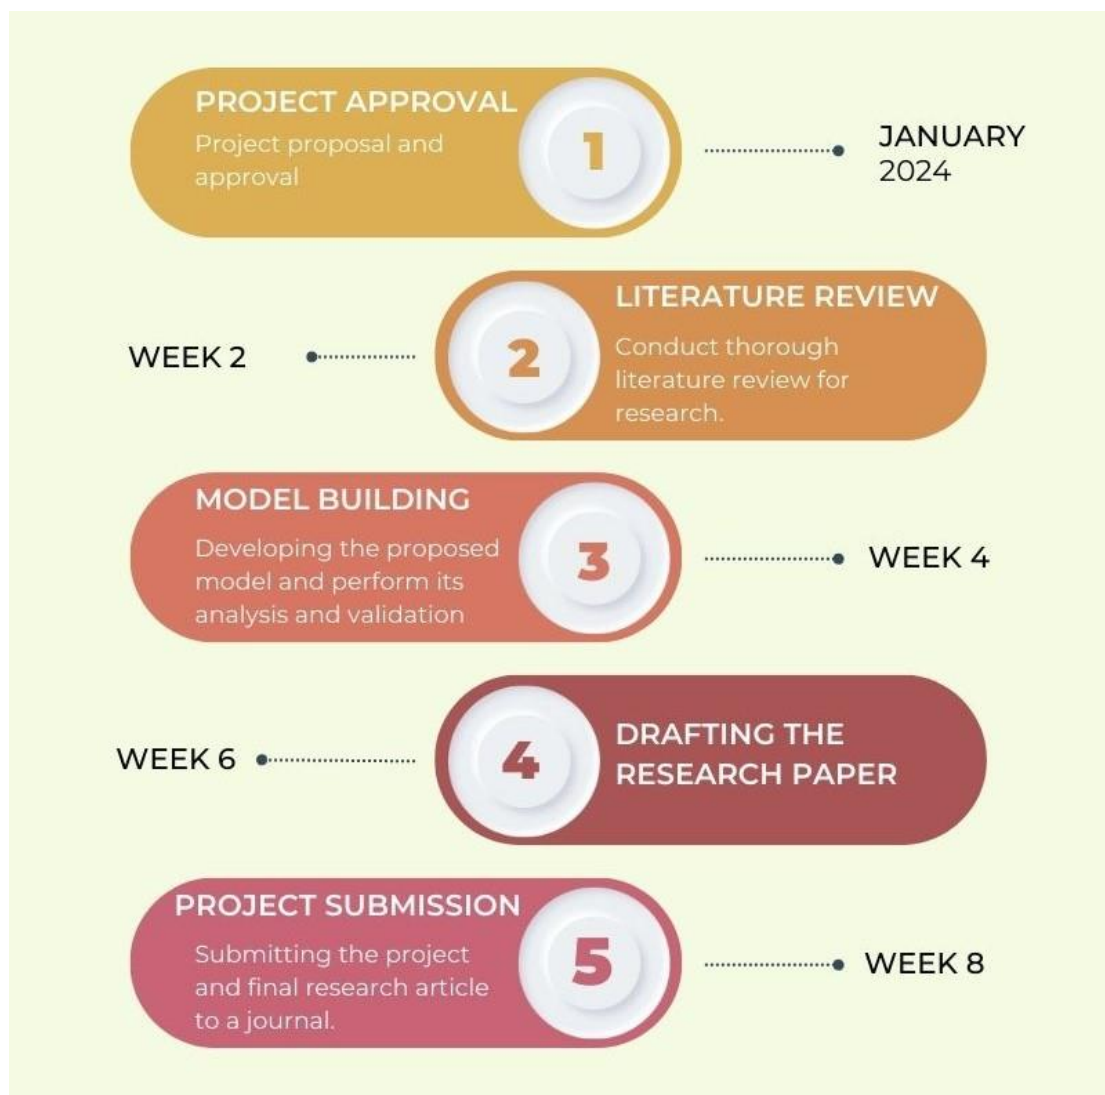 PROJECT APPROVAL
Project proposal and
approval
1
JANUARY
2024
WEEK 2
2
LITERATURE REVIEW
Conduct thorough
literature review for
research.
MODEL BUILDING
Developing the proposed
model and perform its
analysis and validation
3
WEEK 4
WEEK 6
4
DRAFTING THE
RESEARCH PAPER
PROJECT SUBMISSION
Submitting the project
and final research article
to a journal.
5
WEEK 8